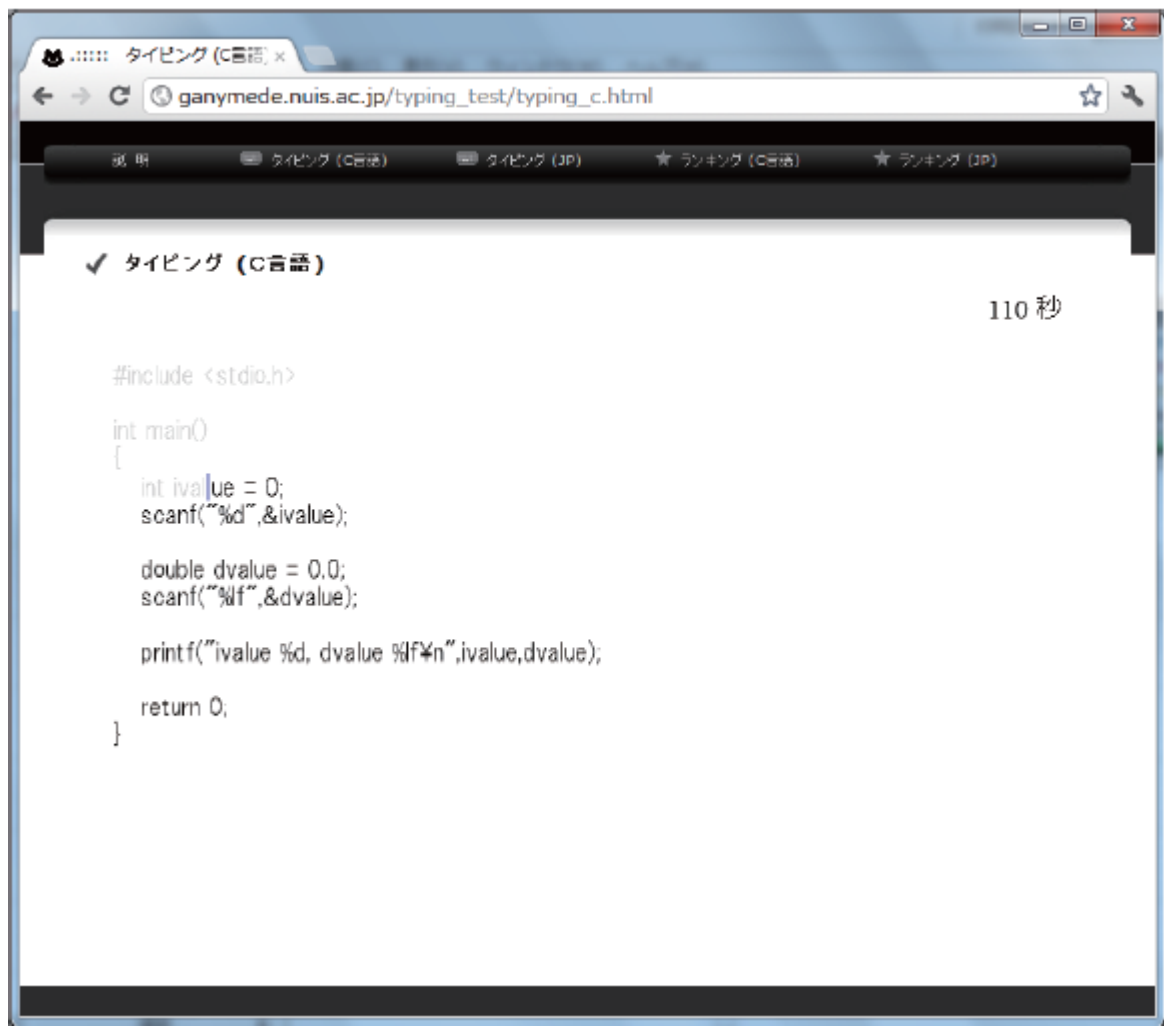 .:::::: タイピング (C言語)
ganymede.nuis.ac.jp/typing_test/typing_c.html
説 明 タイピング (C言語) タイピング (JP) ランキング (C言語) ランキング (JP)
タイピング (C言語)
110 秒
#include <stdio.h>
int main()
{
int ivalue = 0;
scanf("%d",&ivalue);
double dvalue = 0.0;
scanf("%lf",&dvalue);
printf("ivalue %d, dvalue %lf¥n",ivalue,dvalue);
return 0;
}